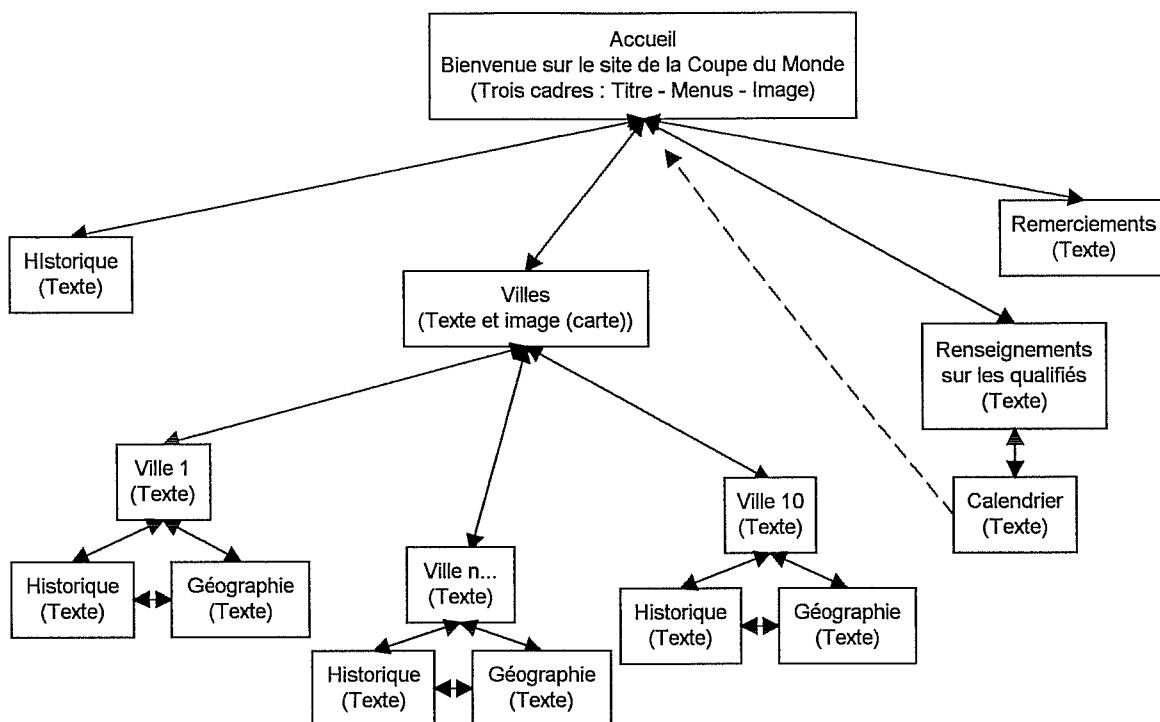 Accueil
Bienvenue sur le site de la Coupe du Monde
(Trois cadres : Titre - Menus - Image)
HIstorique
(Texte)
Remerciements
(Texte)
Villes
(Texte et image (carte))
Renseignements
sur les qualifiés
(Texte)
Ville 1
(Texte)
Ville 10
(Texte)
Calendrier
(Texte)
Ville n...
(Texte)
Historique
(Texte)
Géographie
(Texte)
Historique
(Texte)
Géographie
(Texte)
Historique
(Texte)
Géographie
(Texte)